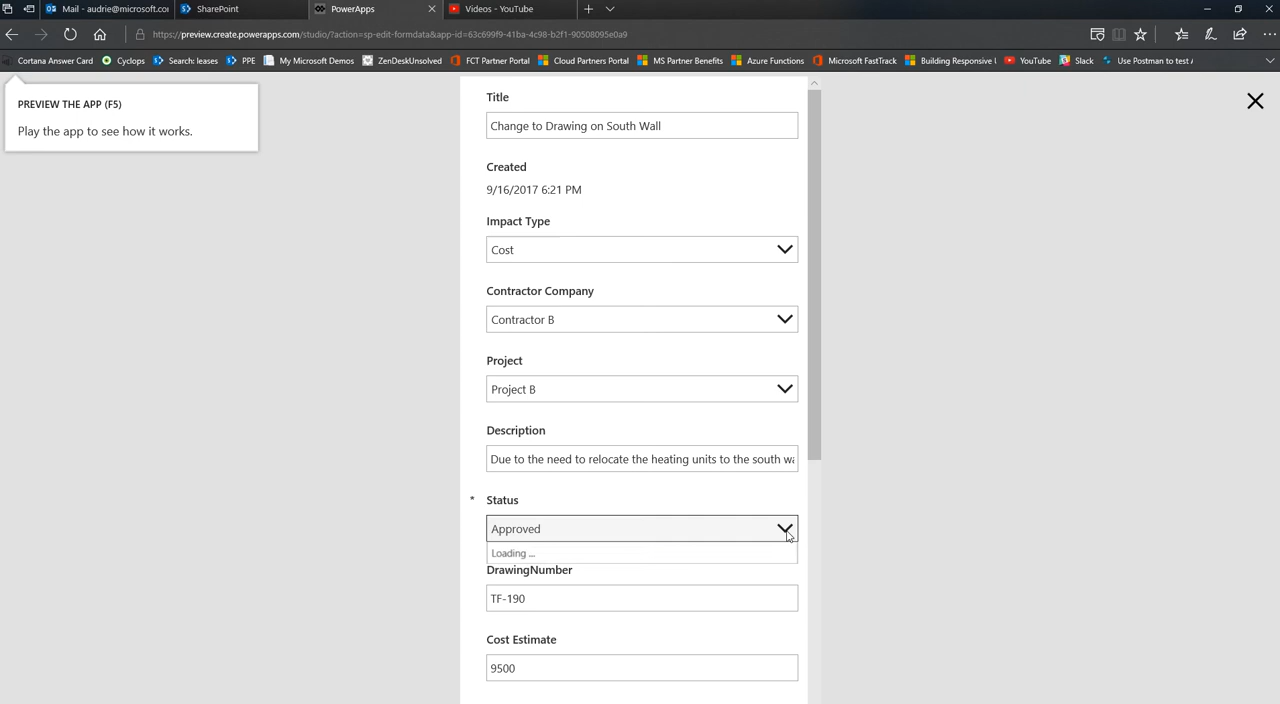 Mail - audrie@microsoft.coı
SharePoint
PowerApps
Videos - YouTube
https://preview.create.powerapps.com/studio/?action=sp-edit-formdata&app-id=63c699f9-41ba-4c98-b2f1-90508095e0a9
Cortana Answer Card
Cyclops
Search: leases
PPE
My Microsoft Demos
ZenDeskUnsolved
FCT Partner Portal
Cloud Partners Portal
MS Partner Benefits
Azure Functions
Microsoft FastTrack
Building Responsive
YouTube
Slack
Use Postman to test
PREVIEW THE APP (F5)
Play the app to see how it works.
Title
Change to Drawing on South Wall
Created
9/16/2017 6:21 PM
Impact Type
Cost
Contractor Company
Contractor B
Project
Project B
Description
Due to the need to relocate the heating units to the south wa
* Status
Approved
Loading ...
DrawingNumber
TF-190
Cost Estimate
9500